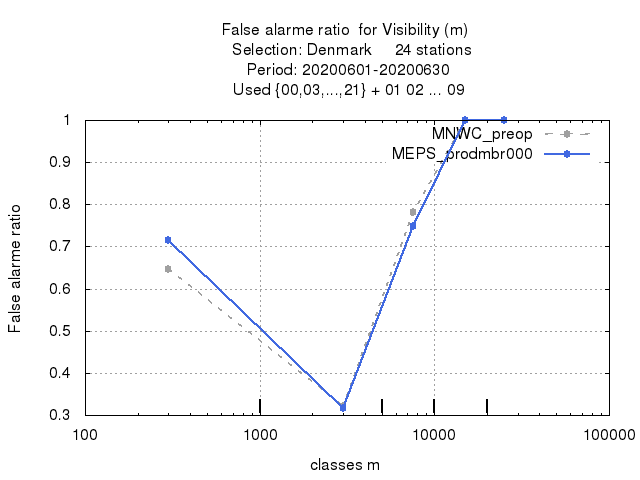 False alarme ratio  for Visibility (m)
Selection: Denmark     24 stations
Period: 20200601-20200630
Used {00,03,...,21} + 01 02 ... 09
MNWC_preop
MEPS_prodmbr000
False alarme ratio
1
0.9
0.8
0.7
0.6
0.5
0.4
0.3
100
1000
10000
100000
classes m